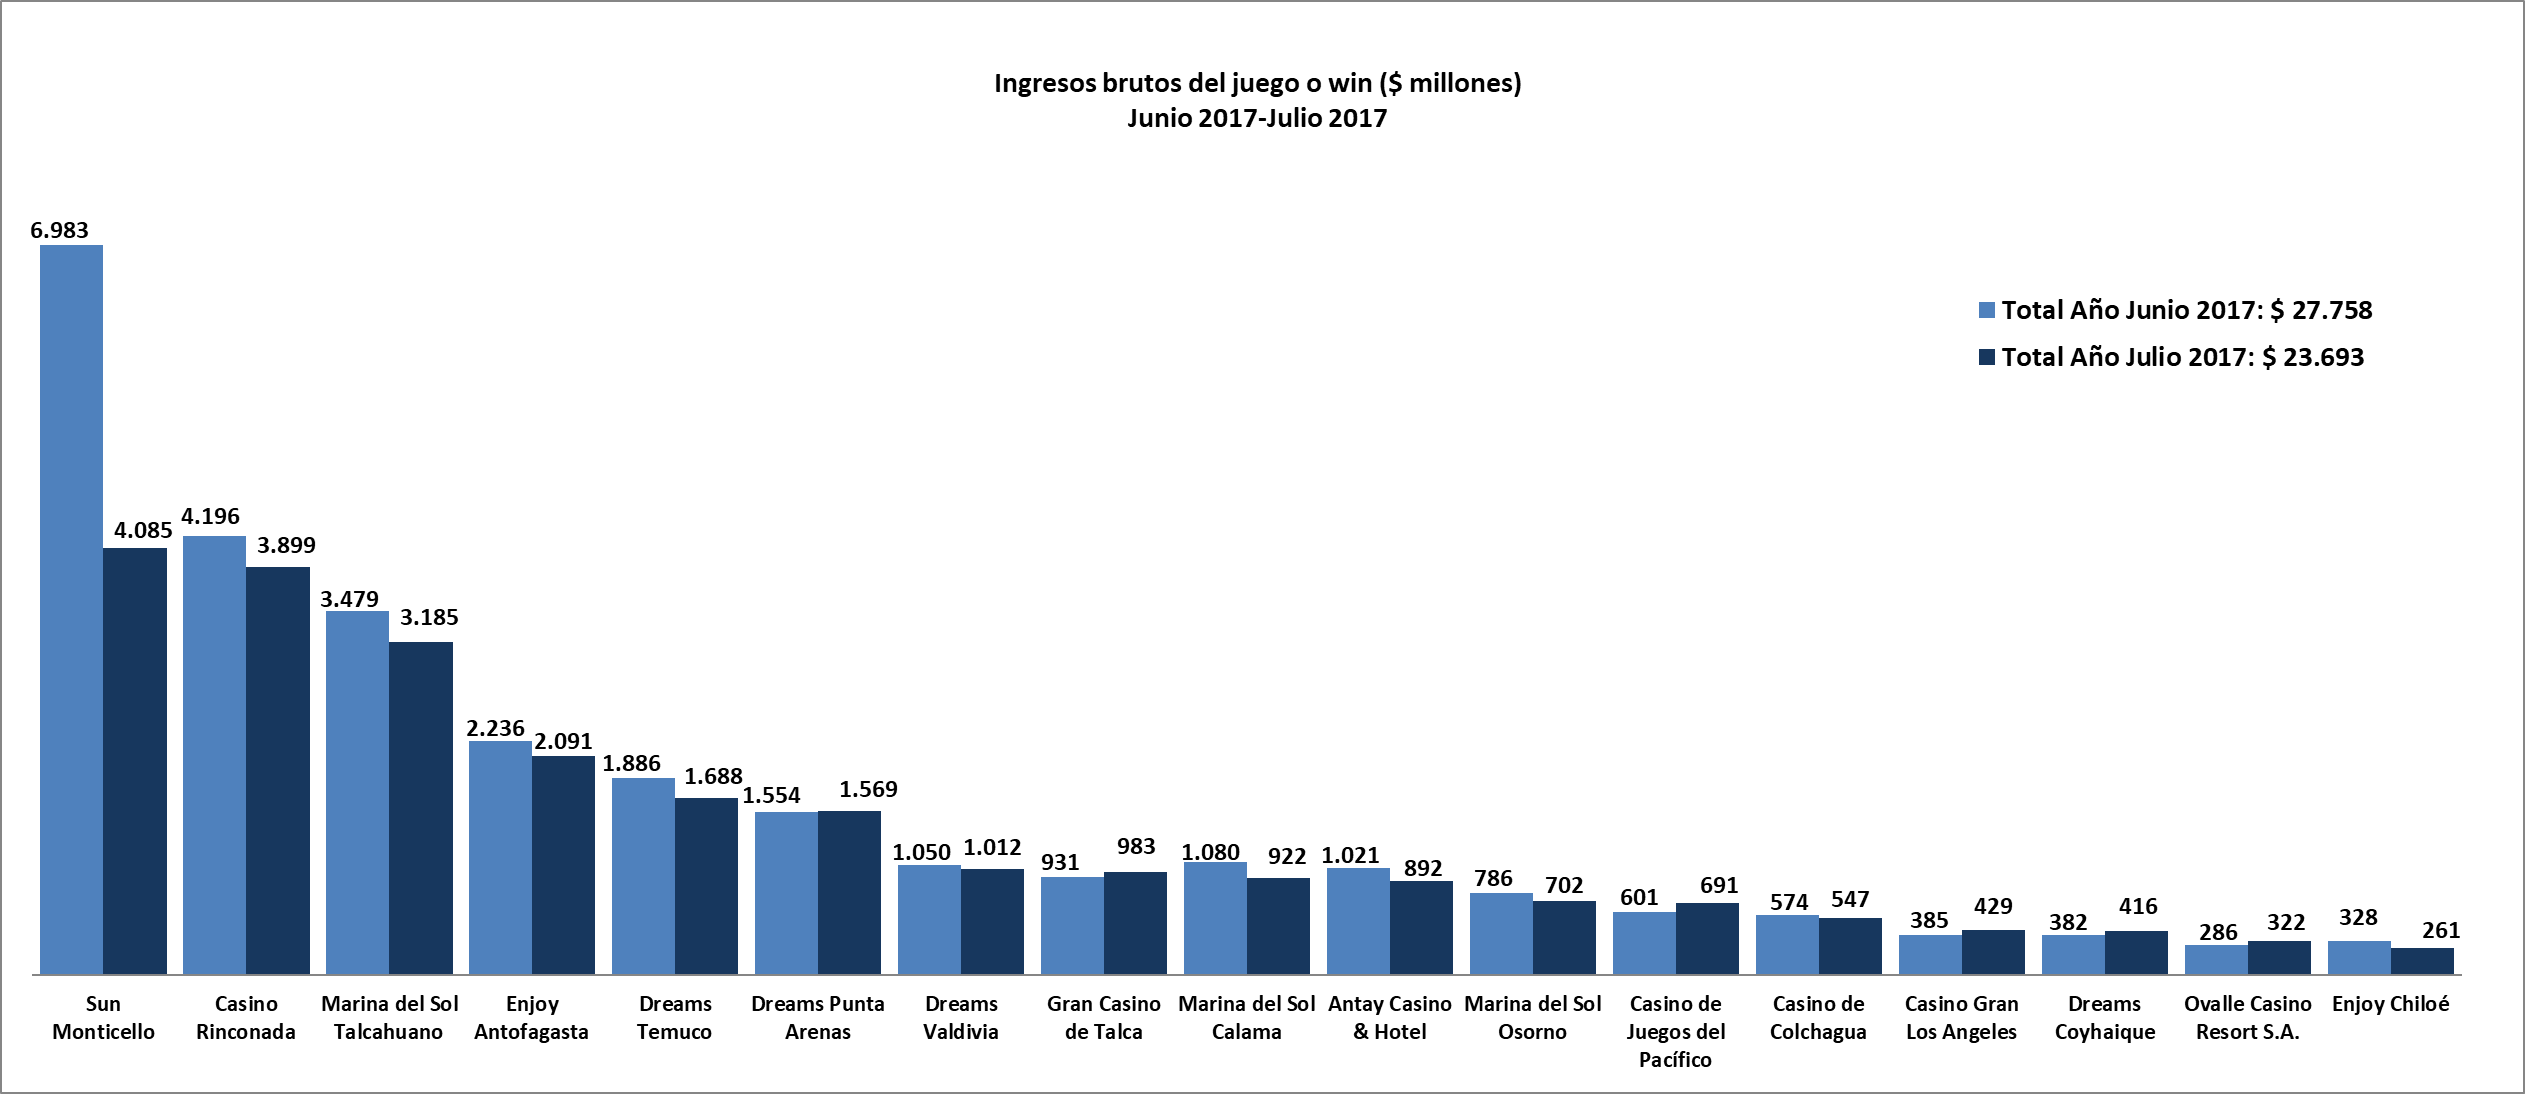 Ingresos brutos del juego o win ($ millones)
Junio 2017-Julio 2017
Total Año Junio 2017: $ 27.758
Total Año Julio 2017: $ 23.693
6.983
4.085
4.196
3.899
3.479
3.185
2.236
2.091
1.886
1.688
1.554
1.569
1.050
1.012
931
983
1.080
922
1.021
892
786
702
601
691
574
547
385
429
382
416
286
322
328
261
Sun
Monticello
Casino
Rinconada
Marina del Sol
Talcahuano
Enjoy
Antofagasta
Dreams
Temuco
Dreams Punta
Arenas
Dreams
Valdivia
Gran Casino
de Talca
Marina del Sol
Calama
Antay Casino
& Hotel
Marina del Sol
Osorno
Casino de
Juegos del
Pacífico
Casino de
Colchagua
Casino Gran
Los Angeles
Dreams
Coyhaique
Ovalle Casino
Resort S.A.
Enjoy Chiloé